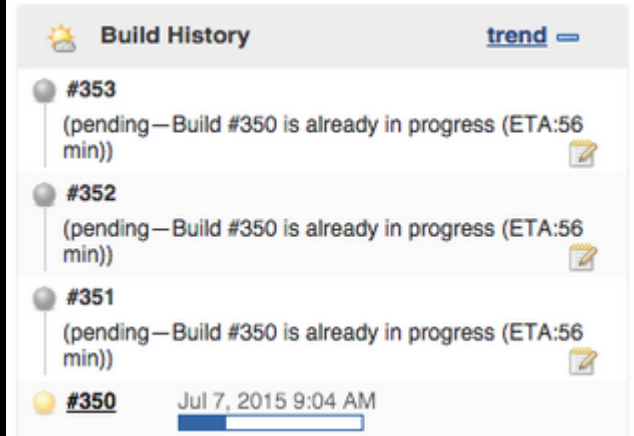 Build History trend
#353
(pending—Build #350 is already in progress (ETA:56
min))
#352
(pending—Build #350 is already in progress (ETA:56
min))
#351
(pending—Build #350 is already in progress (ETA:56
min))
#350 Jul 7, 2015 9:04 AM